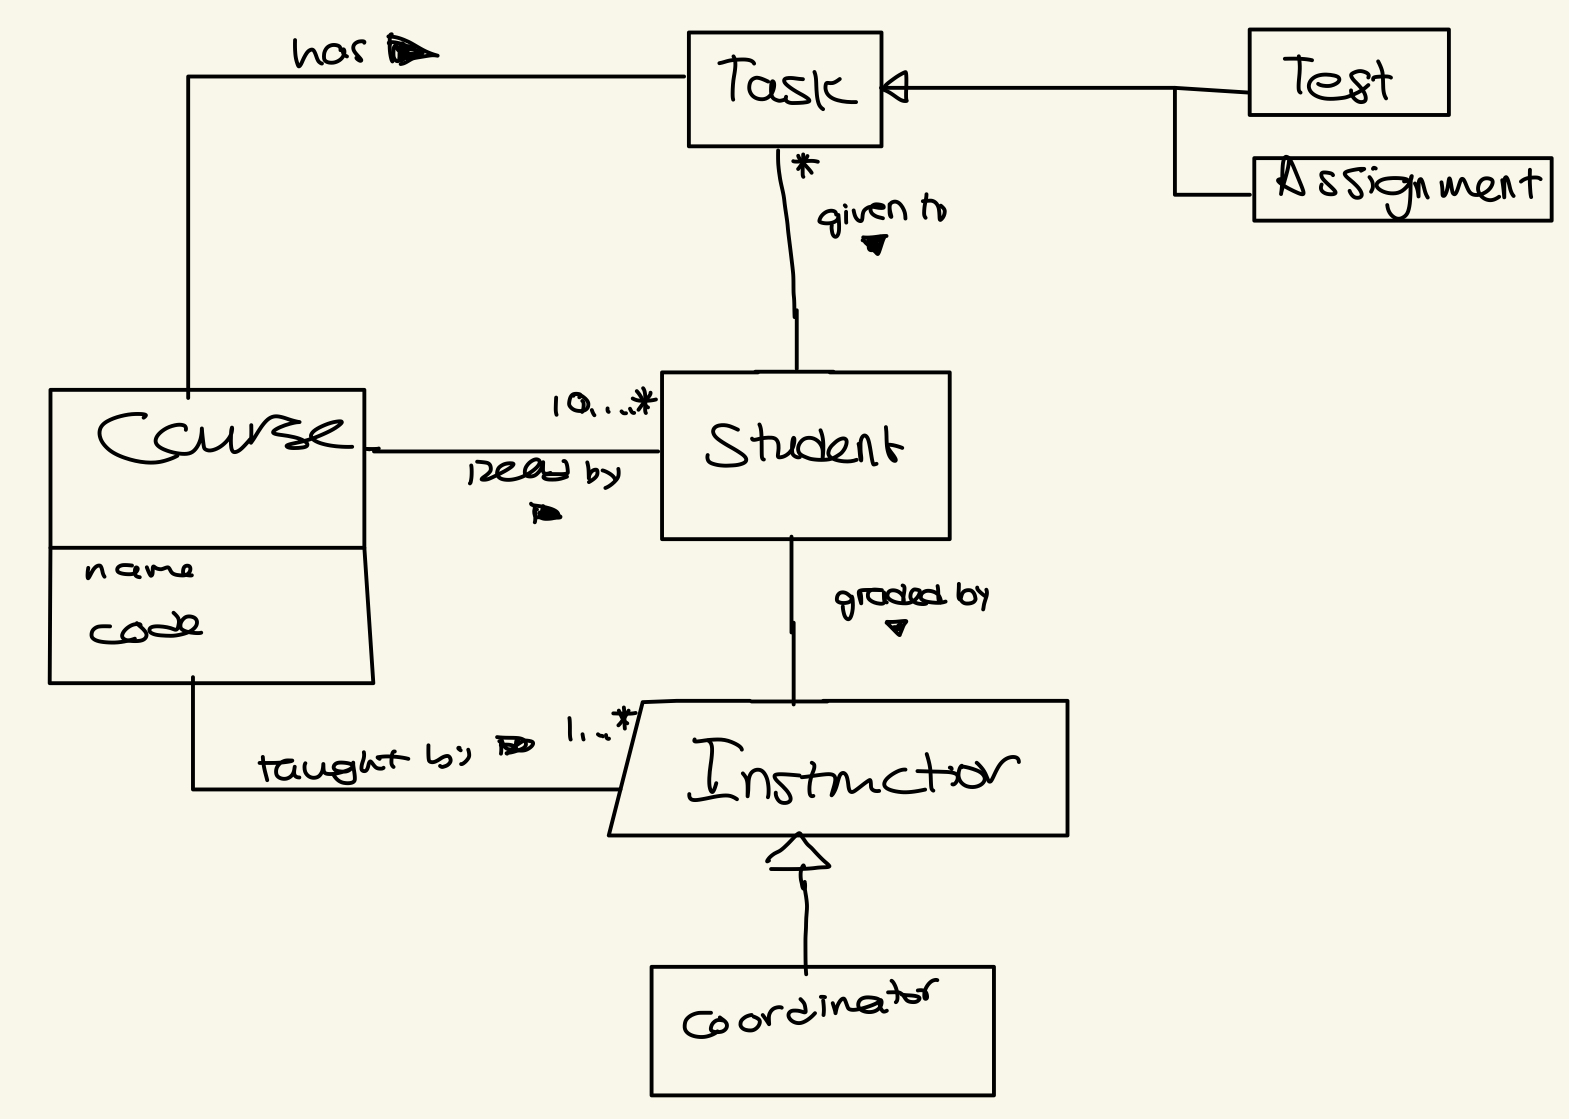 has
Task
Test
Assignment
*
given to
10...*
Course
Student
read by
name
code
graded by
1...*
taught by
Instructor
Coordinator